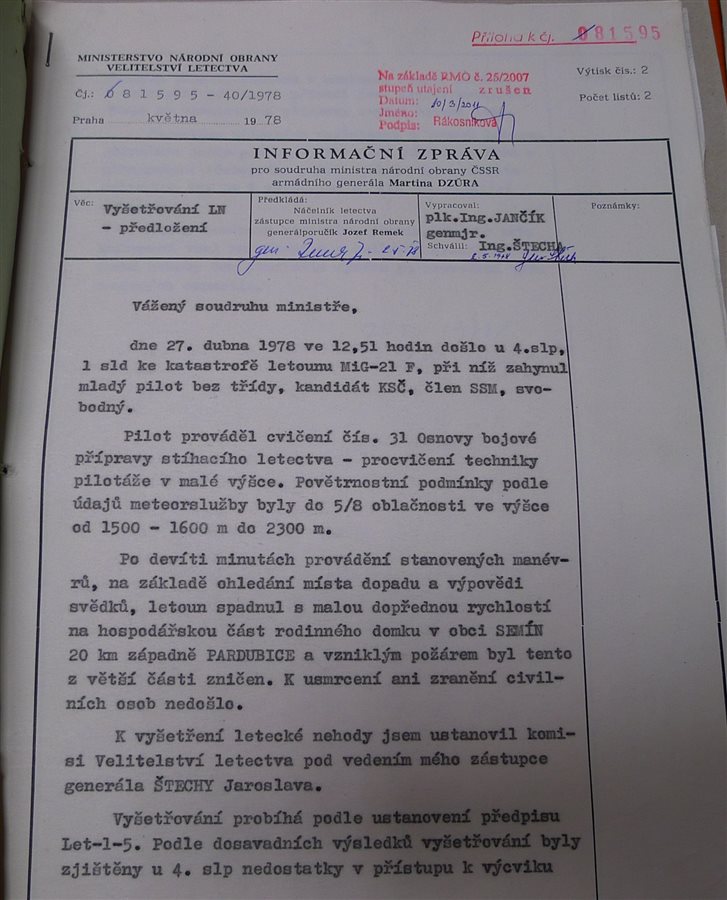 Příloha k čj. 081595
MINISTERSTVO NÁRODNÍ OBRANY
VELITELSTVÍ LETECTVA
Čj.: 081595-40/1978
Praha května 1978
Na základě RMO č. 26/2007
stupeň utajení zrušen
Datum: 10/3/2011
Jméno:
Podpis: Rákosníková
Výtisk čís.: 2
Počet listů: 2
INFORMAČNÍ ZPRÁVA
pro soudruha ministra národní obrany ČSSR
armádního generála Martina DZÚRA
Věc: Vyšetřování LN
- předložení
Předkládá:
Náčelník letectva
zástupce ministra národní obrany
generálporučík Jozef Remek
Vypracoval:
plk.Ing.JANČÍK
genmjr.
Schválil: Ing.ŠTECHA
Poznámky:
Vážený soudruhu ministře,
dne 27. dubna 1978 ve 12,51 hodin došlo u 4.slp,
1 sld ke katastrofě letounu MiG-21 F, při níž zahynul
mladý pilot bez třídy, kandidát KSČ, člen SSM, svo-
bodný.
Pilot prováděl cvičení čís. 31 Osnovy bojové
přípravy stíhacího letectva - procvičení techniky
pilotáže v malé výšce. Povětrnostní podmínky podle
údajů meteorslužby byly do 5/8 oblačnosti ve výšce
od 1500 - 1600 m do 2300 m.
Po devíti minutách provádění stanovených manév-
rů, na základě ohledání místa dopadu a výpovědi
svědků, letoun spadnul s malou dopřednou rychlostí
na hospodářskou část rodinného domku v obci SEMÍN
20 km západně PARDUBICE a vzniklým požárem byl tento
z větší části zničen. K usmrcení ani zranění civil-
ních osob nedošlo.
K vyšetření letecké nehody jsem ustanovil komi-
si Velitelství letectva pod vedením mého zástupce
generála ŠTECHY Jaroslava.
Vyšetřování probíhá podle ustanovení předpisu
Let-1-5. Podle dosavadních výsledků vyšetřování byly
zjištěny u 4. slp nedostatky v přístupu k výcviku